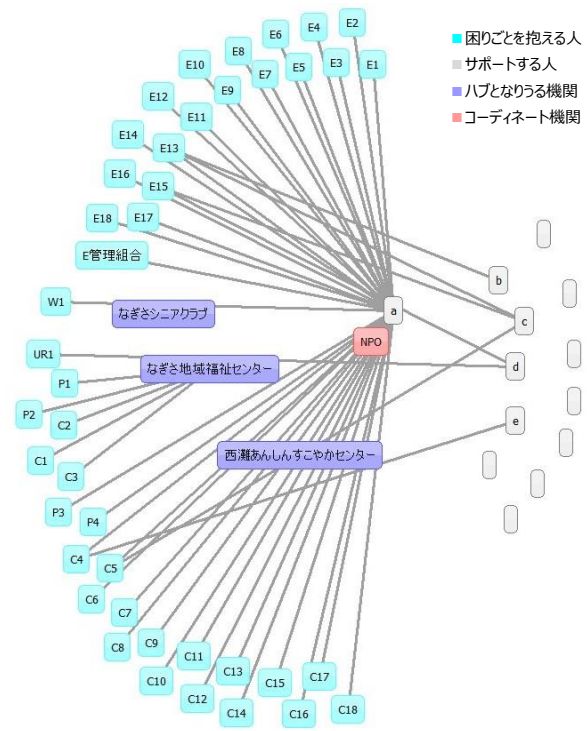 困りごとを抱える人
サポートする人
ハブとなりうる機関
コーディネート機関
E2
E4
E6
E8
E10
E1
E3
E5
E7
E9
E12
E11
E14
E13
E16
E15
E18
E17
E管理組合
W1
なぎさシニアクラブ
a
b
c
NPO
UR1
なぎさ地域福祉センター
d
P1
P2
C2
e
C1
C3
西灘あんしんすこやかセンター
P3
P4
C4
C5
C6
C7
C8
C9
C10
C11
C12
C13
C14
C15
C16
C17
C18